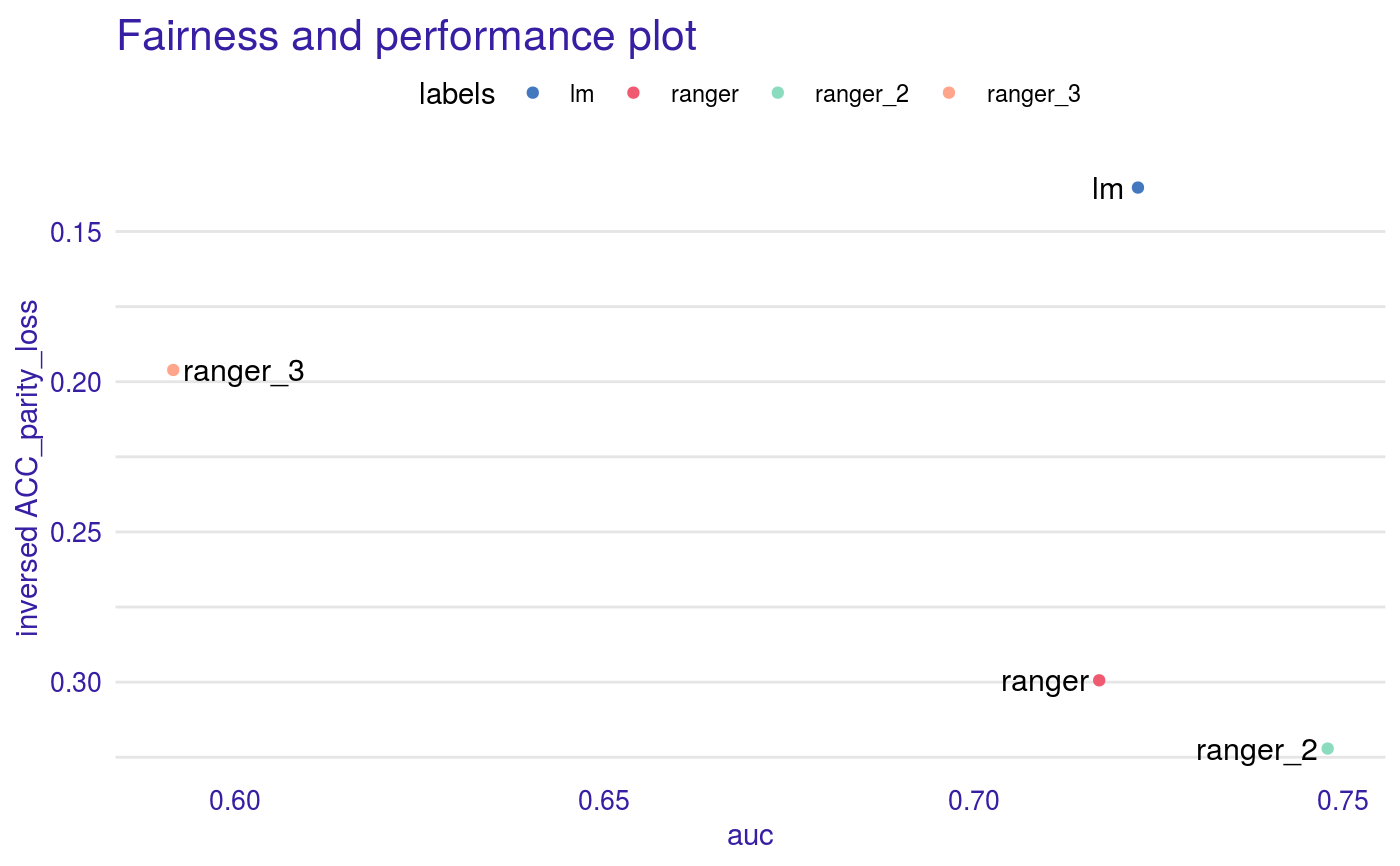 Fairness and performance plot
labels lm ranger ranger_2 ranger_3
lm
0.15
ranger_3
0.20
inversed ACC_parity_loss
0.25
0.30
ranger
ranger_2
0.60 0.65 0.70 0.75
auc